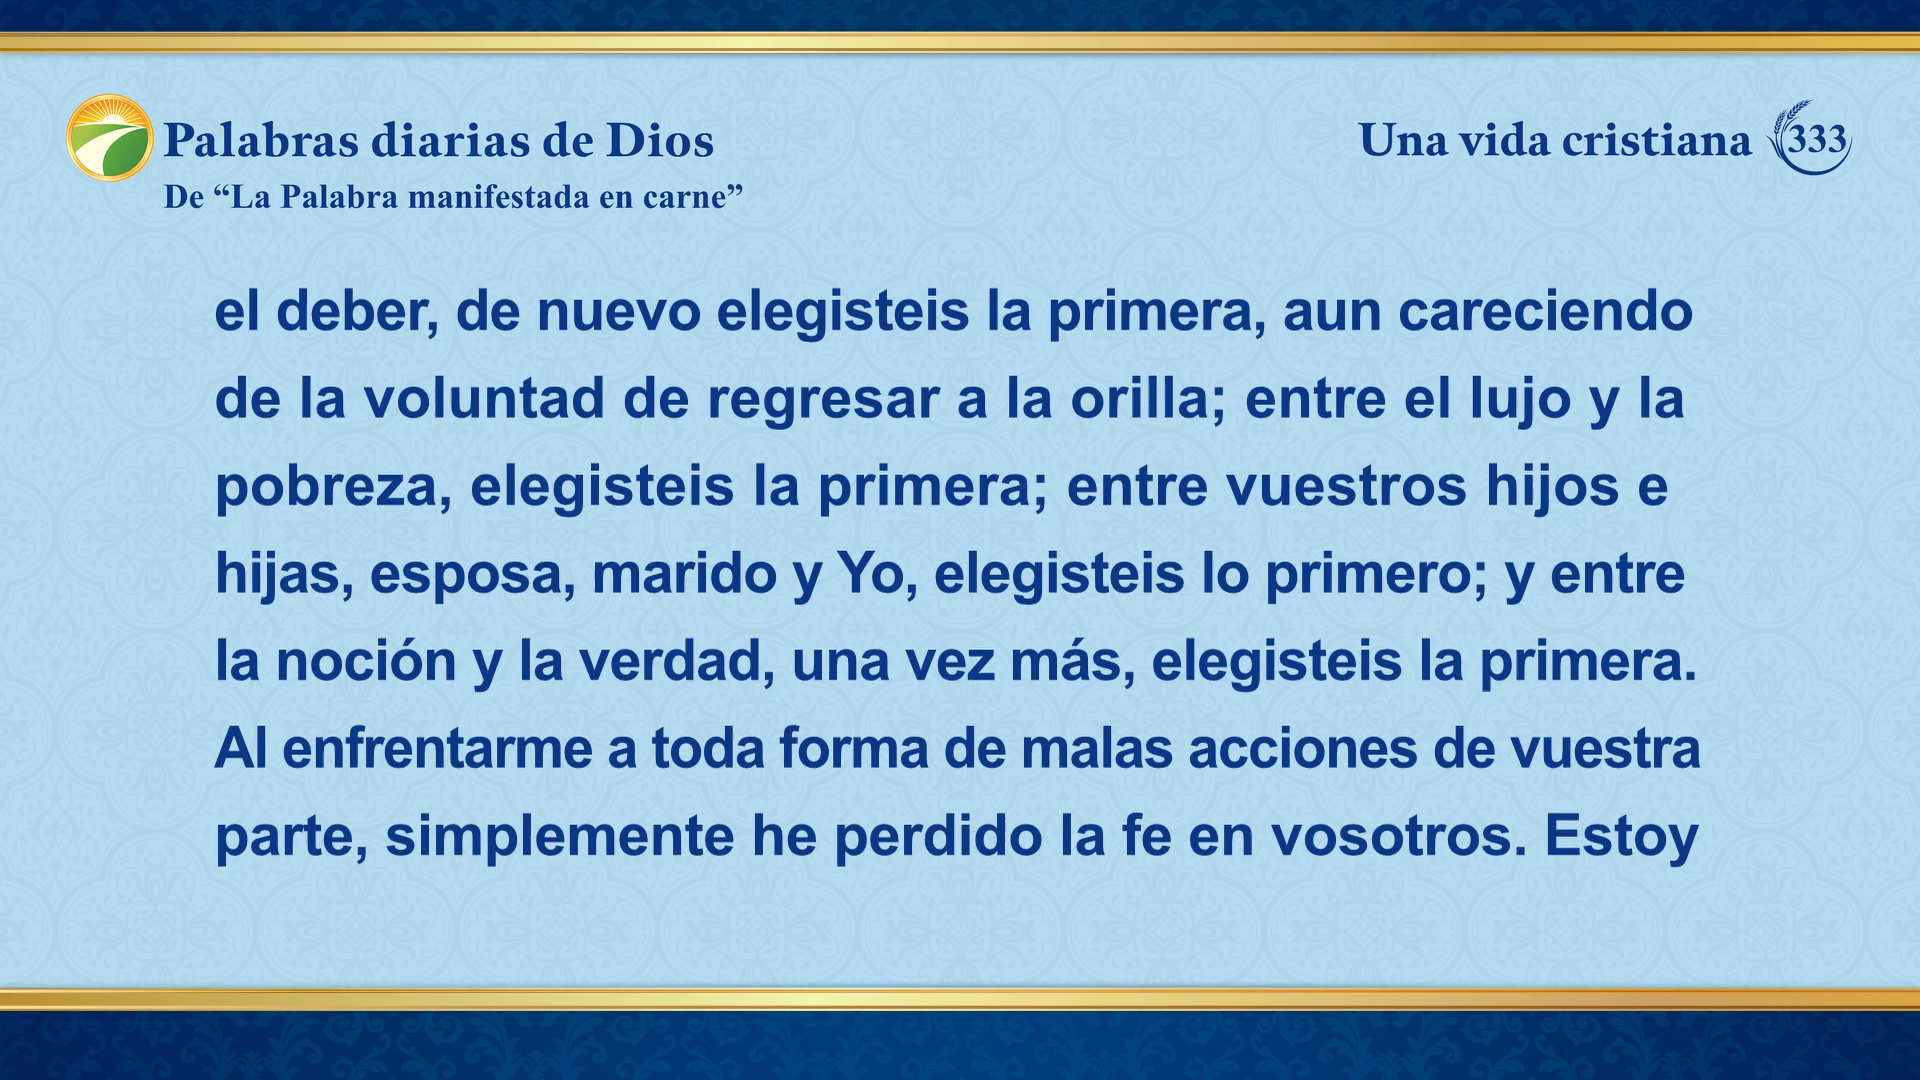 Palabras diarias de Dios
De “La Palabra manifestada en carne”
Una vida cristiana 333
el deber, de nuevo elegisteis la primera, aun careciendo
de la voluntad de regresar a la orilla; entre el lujo y la
pobreza, elegisteis la primera; entre vuestros hijos e
hijas, esposa, marido y Yo, elegisteis lo primero; y entre
la noción y la verdad, una vez más, elegisteis la primera.
Al enfrentarme a toda forma de malas acciones de vuestra
parte, simplemente he perdido la fe en vosotros. Estoy